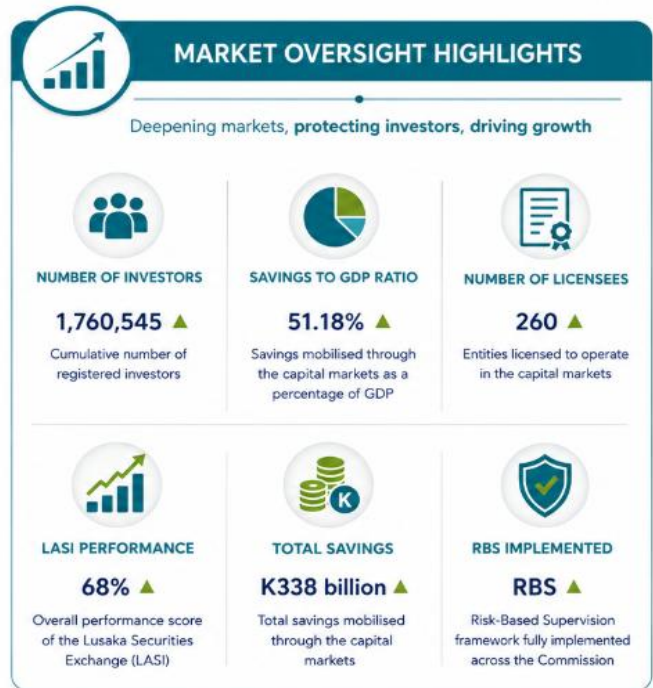 MARKET OVERSIGHT HIGHLIGHTS
Deepening markets, protecting investors, driving growth
NUMBER OF INVESTORS
1,760,545 ▲
Cumulative number of
registered investors
SAVINGS TO GDP RATIO
51.18% ▲
Savings mobilised through
the capital markets as a
percentage of GDP
NUMBER OF LICENSEES
260 ▲
Entities licensed to operate
in the capital markets
LASI PERFORMANCE
68% ▲
Overall performance score
of the Lusaka Securities
Exchange (LASI)
K
TOTAL SAVINGS
K338 billion ▲
Total savings mobilised
through the capital
markets
RBS IMPLEMENTED
RBS ▲
Risk-Based Supervision
framework fully implemented
across the Commission